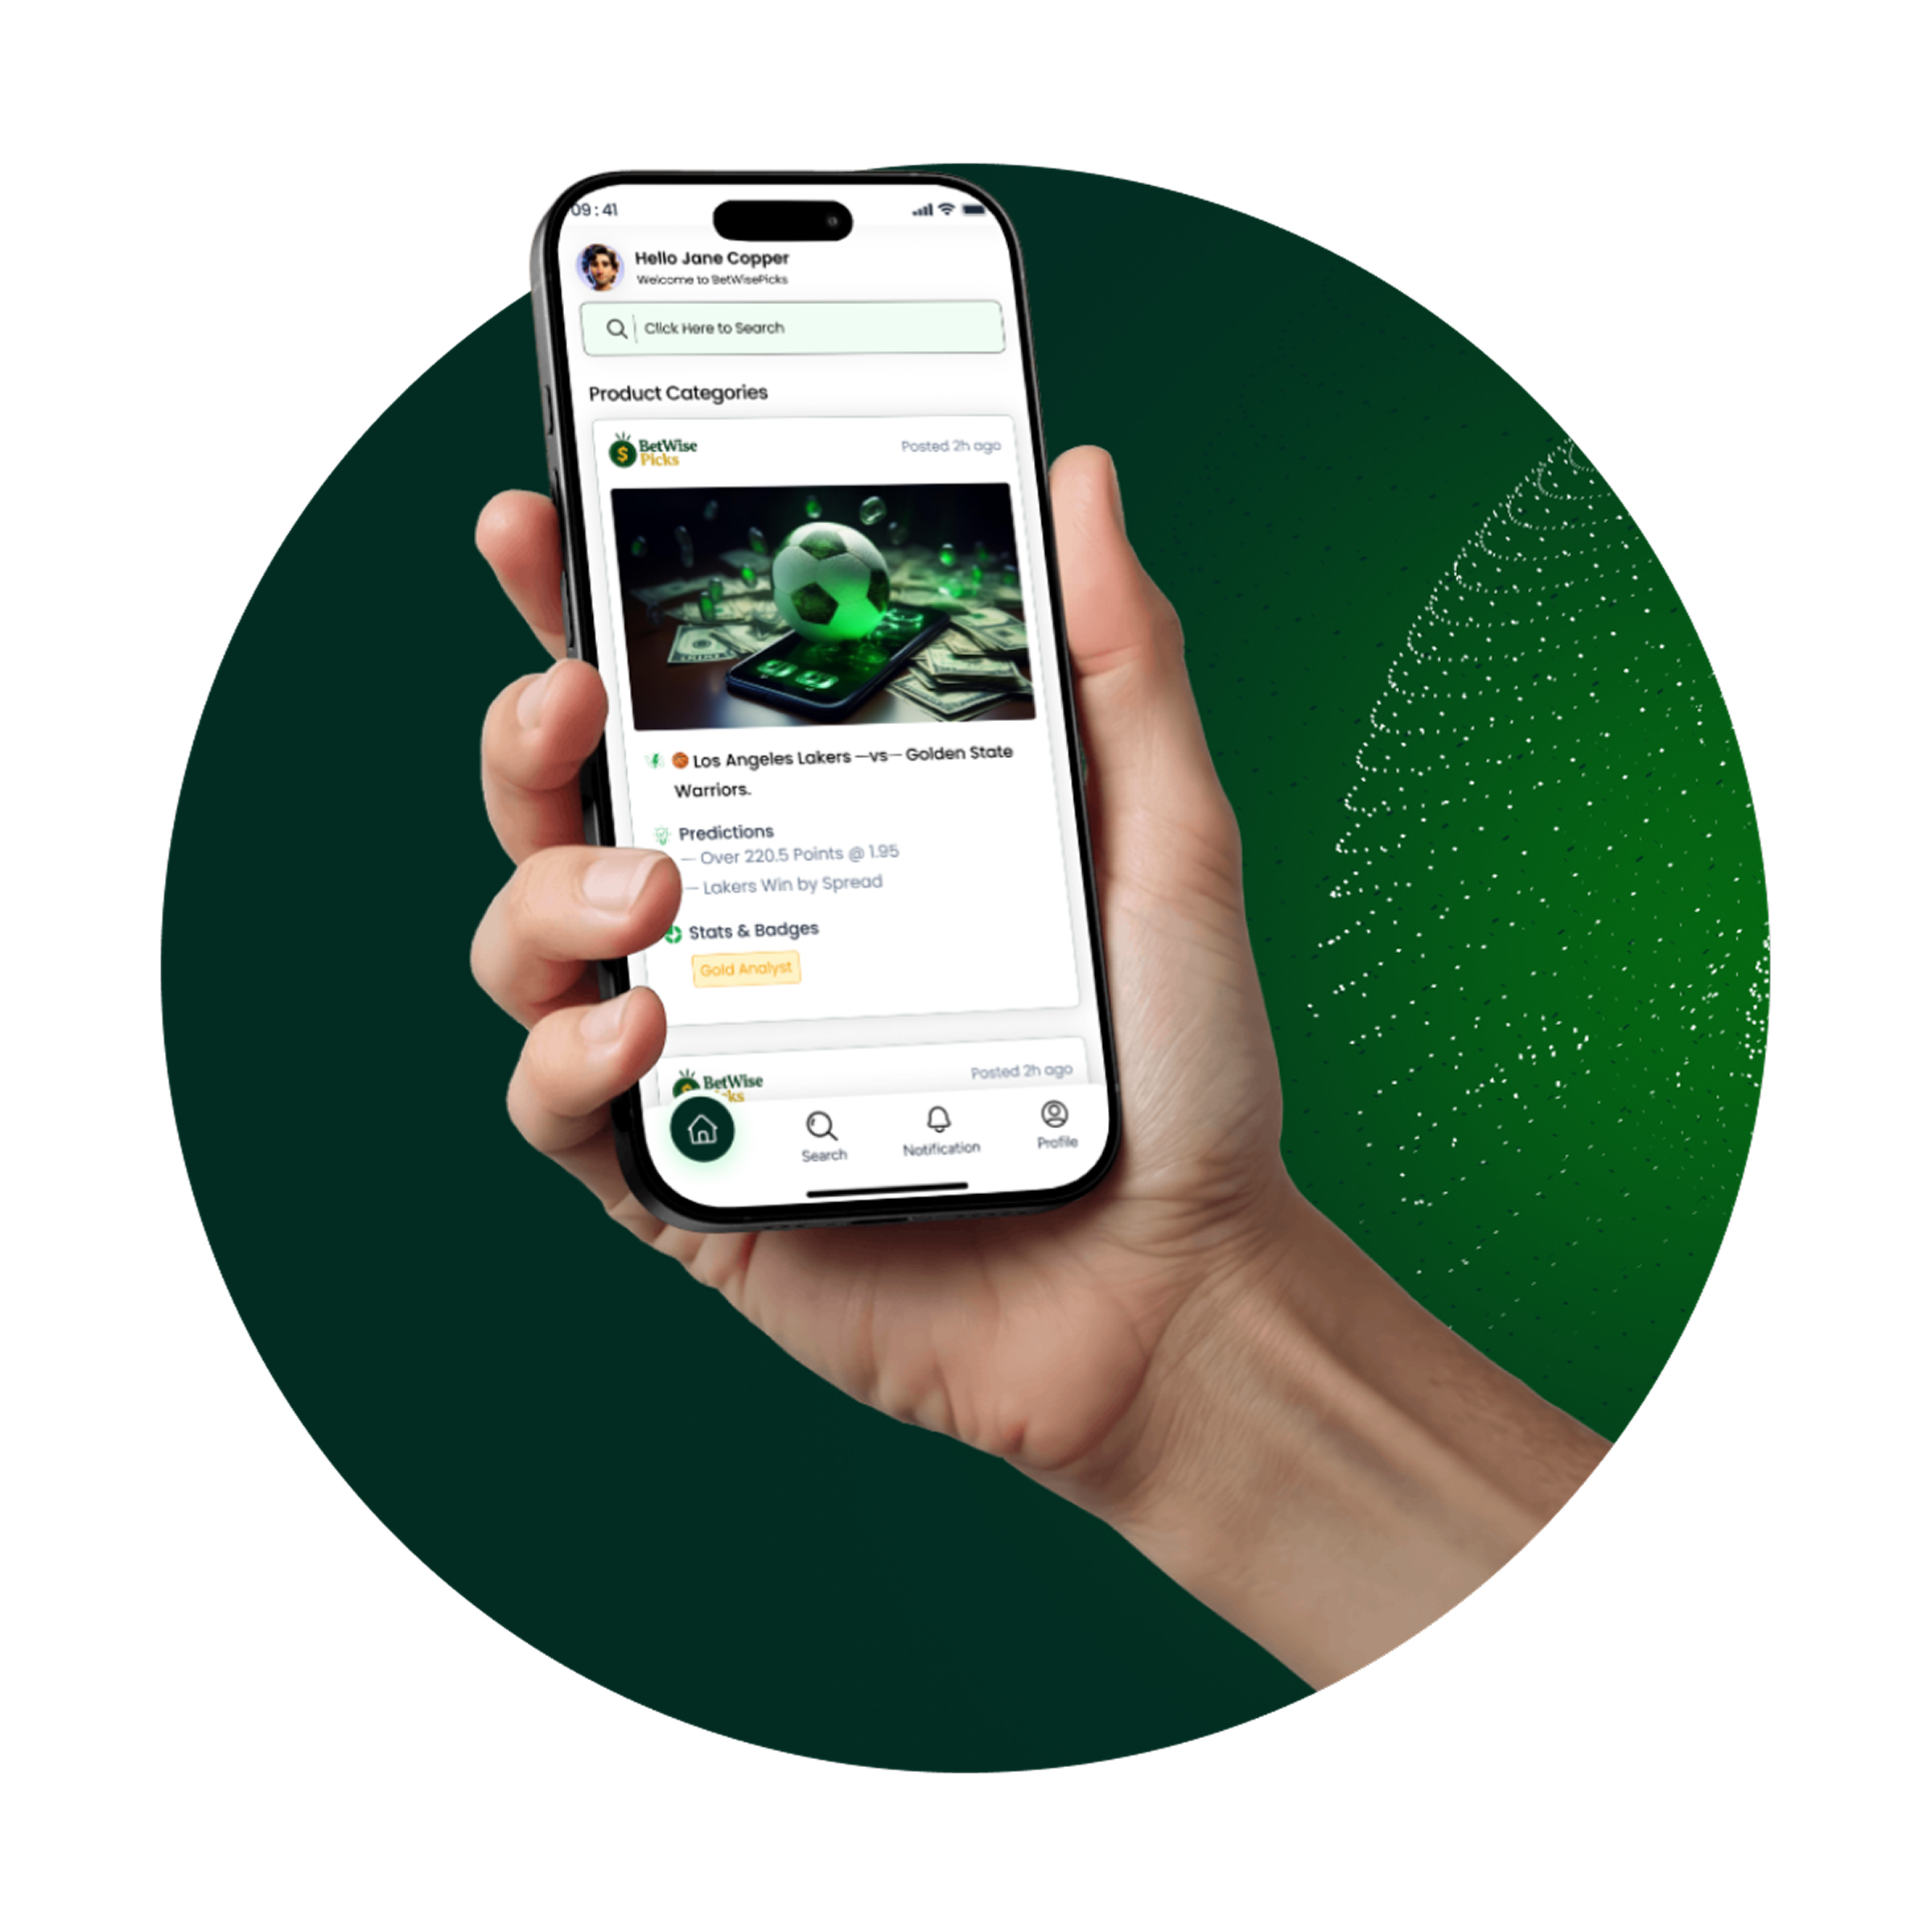 09:41
Hello Jane Copper
Welcome to BetWisePicks
Click Here to Search
Product Categories
BetWise
Picks
Posted 2h ago
Los Angeles Lakers —vs— Golden State
Warriors.
Predictions
— Over 220.5 Points @ 1.95
— Lakers Win by Spread
Stats & Badges
Gold Analyst
BetWise
Posted 2h ago
Search
Notification
Profile